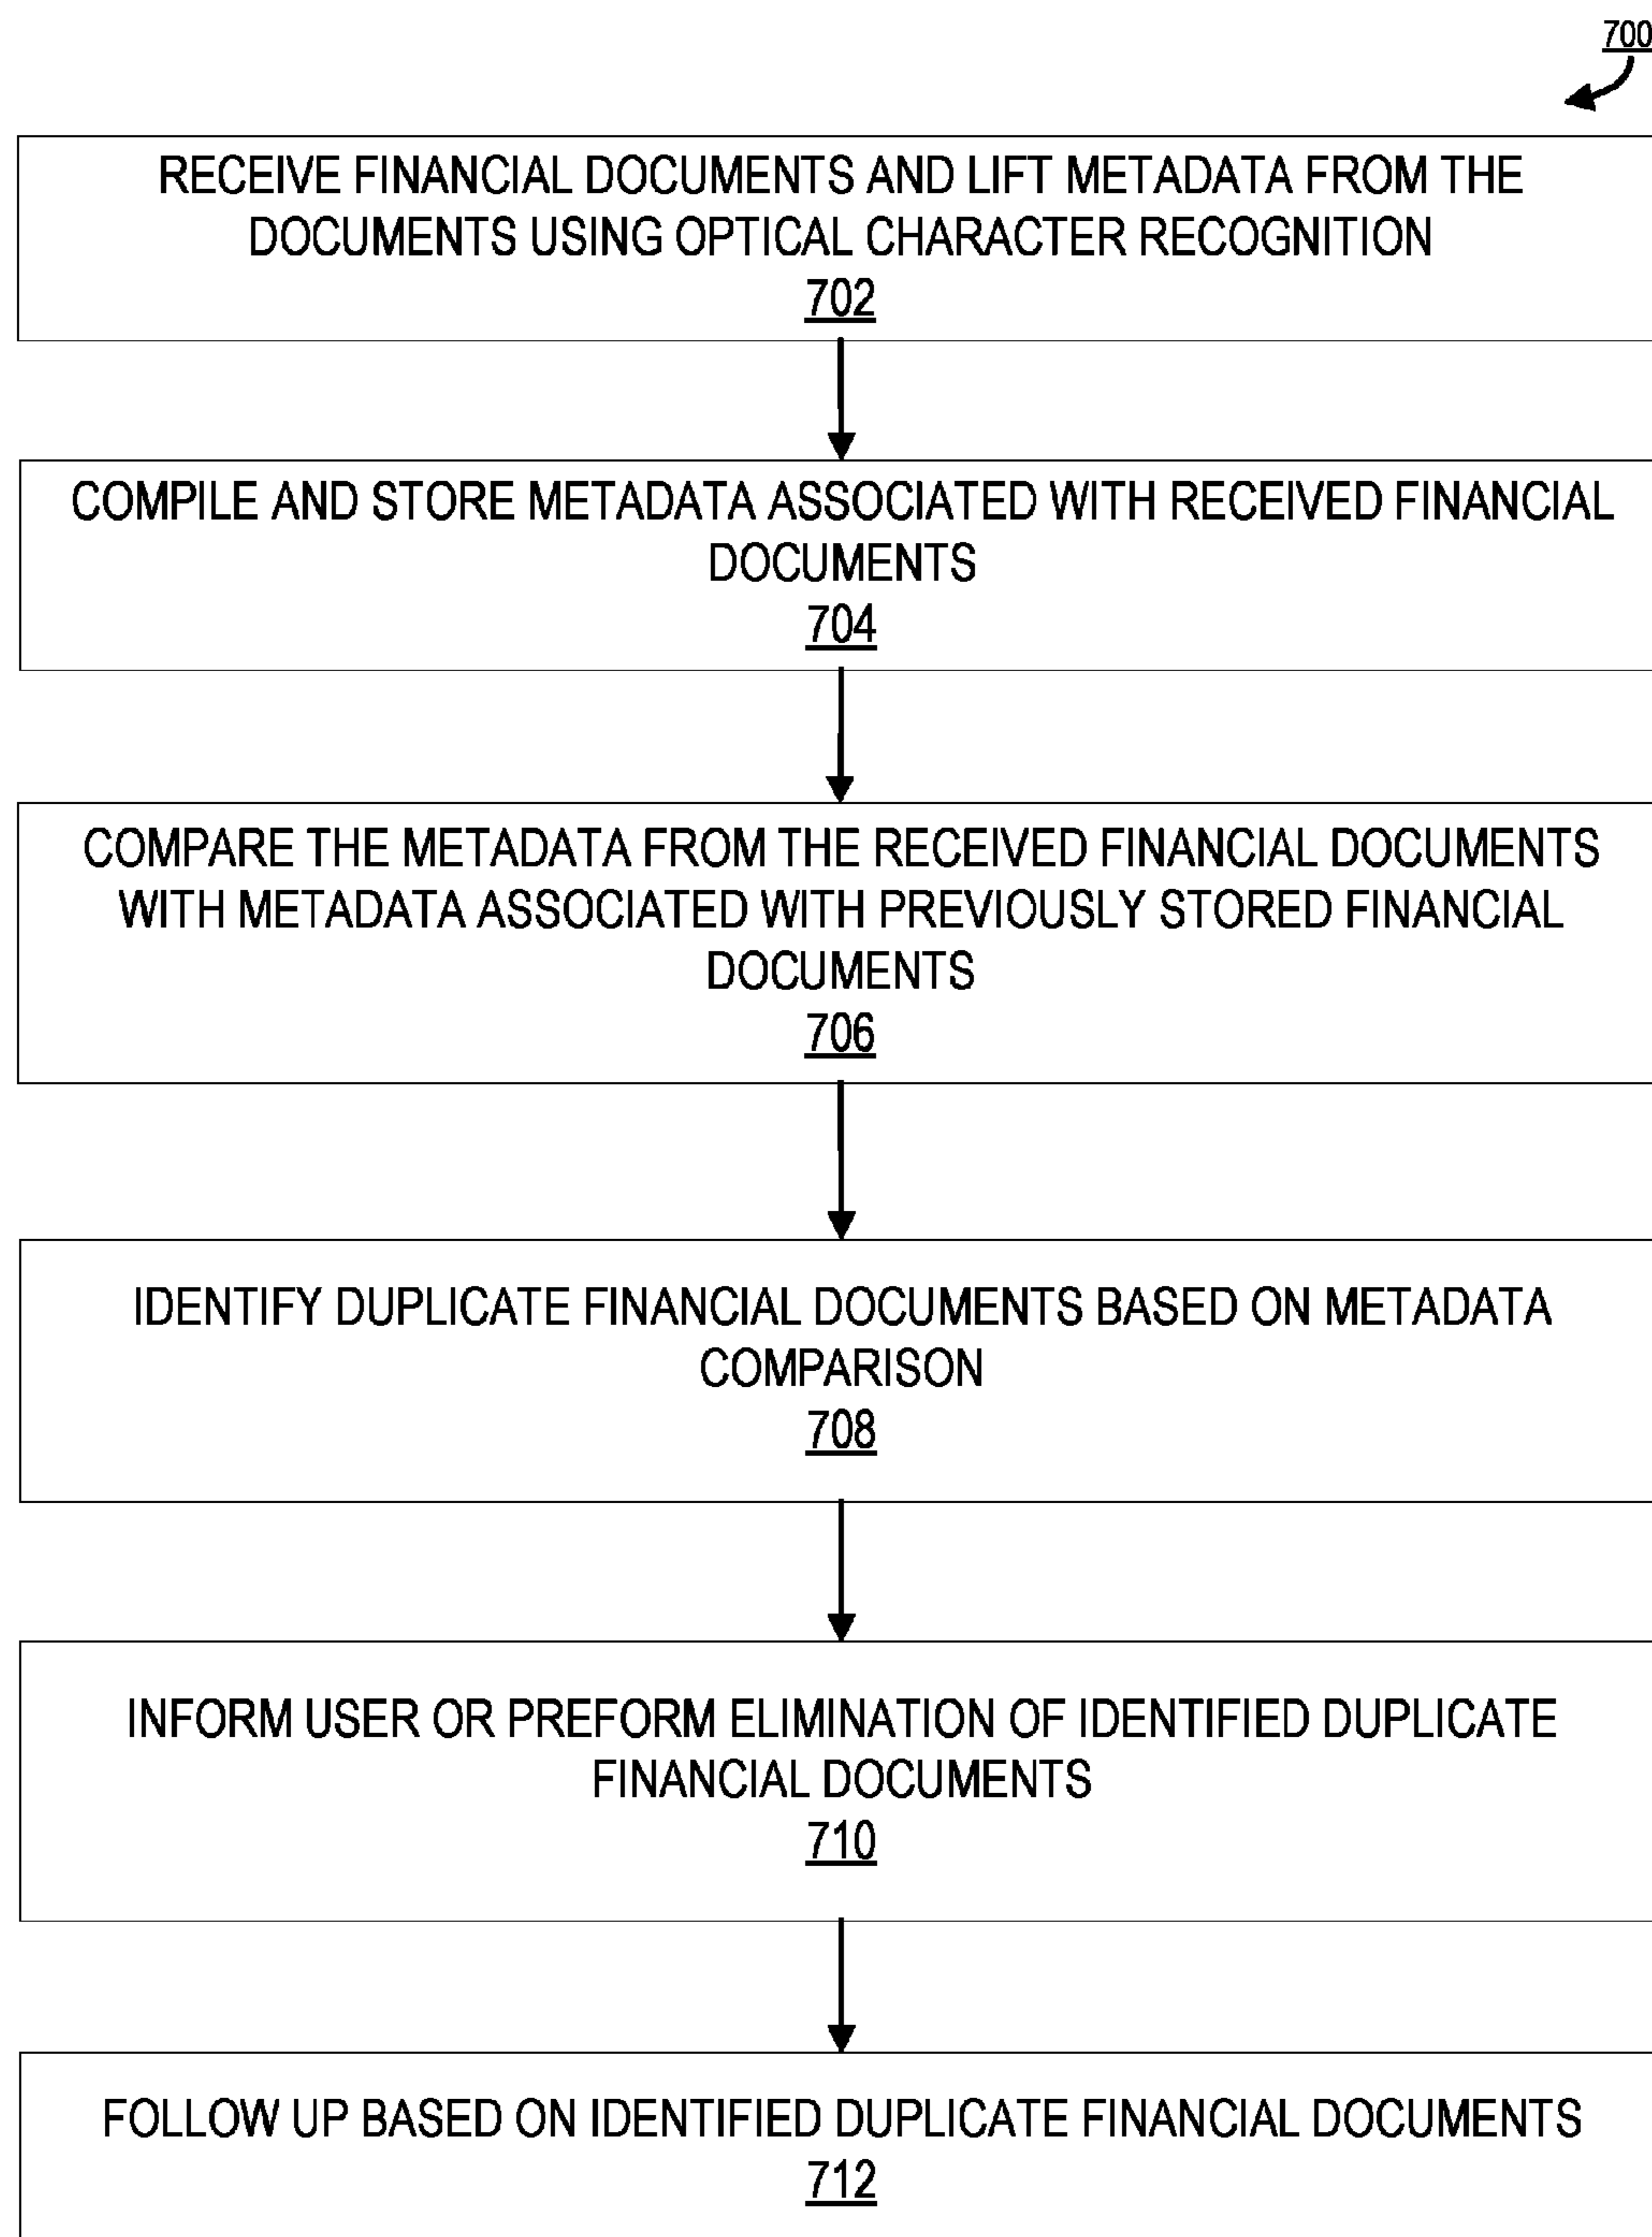 700
RECEIVE FINANCIAL DOCUMENTS AND LIFT METADATA FROM THE
DOCUMENTS USING OPTICAL CHARACTER RECOGNITION
702
COMPILE AND STORE METADATA ASSOCIATED WITH RECEIVED FINANCIAL
DOCUMENTS
704
COMPARE THE METADATA FROM THE RECEIVED FINANCIAL DOCUMENTS
WITH METADATA ASSOCIATED WITH PREVIOUSLY STORED FINANCIAL
DOCUMENTS
706
IDENTIFY DUPLICATE FINANCIAL DOCUMENTS BASED ON METADATA
COMPARISON
708
INFORM USER OR PREFORM ELIMINATION OF IDENTIFIED DUPLICATE
FINANCIAL DOCUMENTS
710
FOLLOW UP BASED ON IDENTIFIED DUPLICATE FINANCIAL DOCUMENTS
712